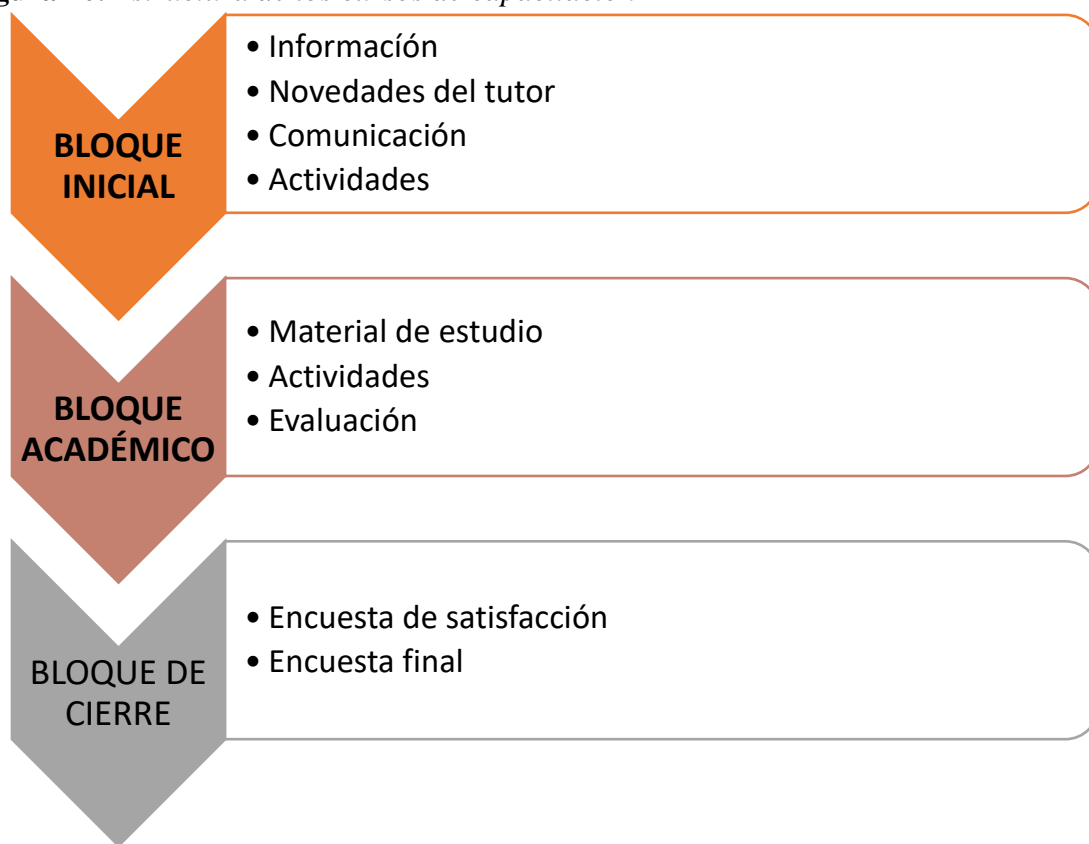 • Informacíón
• Novedades del tutor
• Comunicación
• Actividades
BLOQUE
INICIAL
• Material de estudio
• Actividades
• Evaluación
BLOQUE
ACADÉMICO
• Encuesta de satisfacción
• Encuesta final
BLOQUE DE
CIERRE